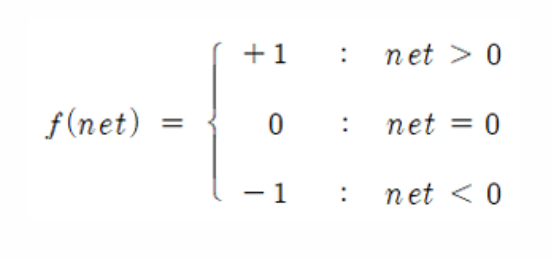 +1 : net > 0
f(net) = { 0 : net = 0
-1 : net < 0